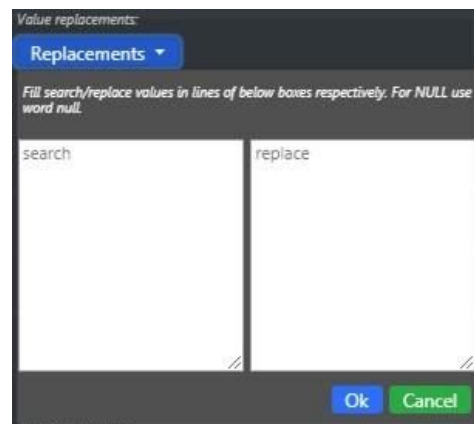 Value replacements:
Replacements
Fill search/replace values in lines of below boxes respectively. For NULL use
word null.
search replace
Ok Cancel